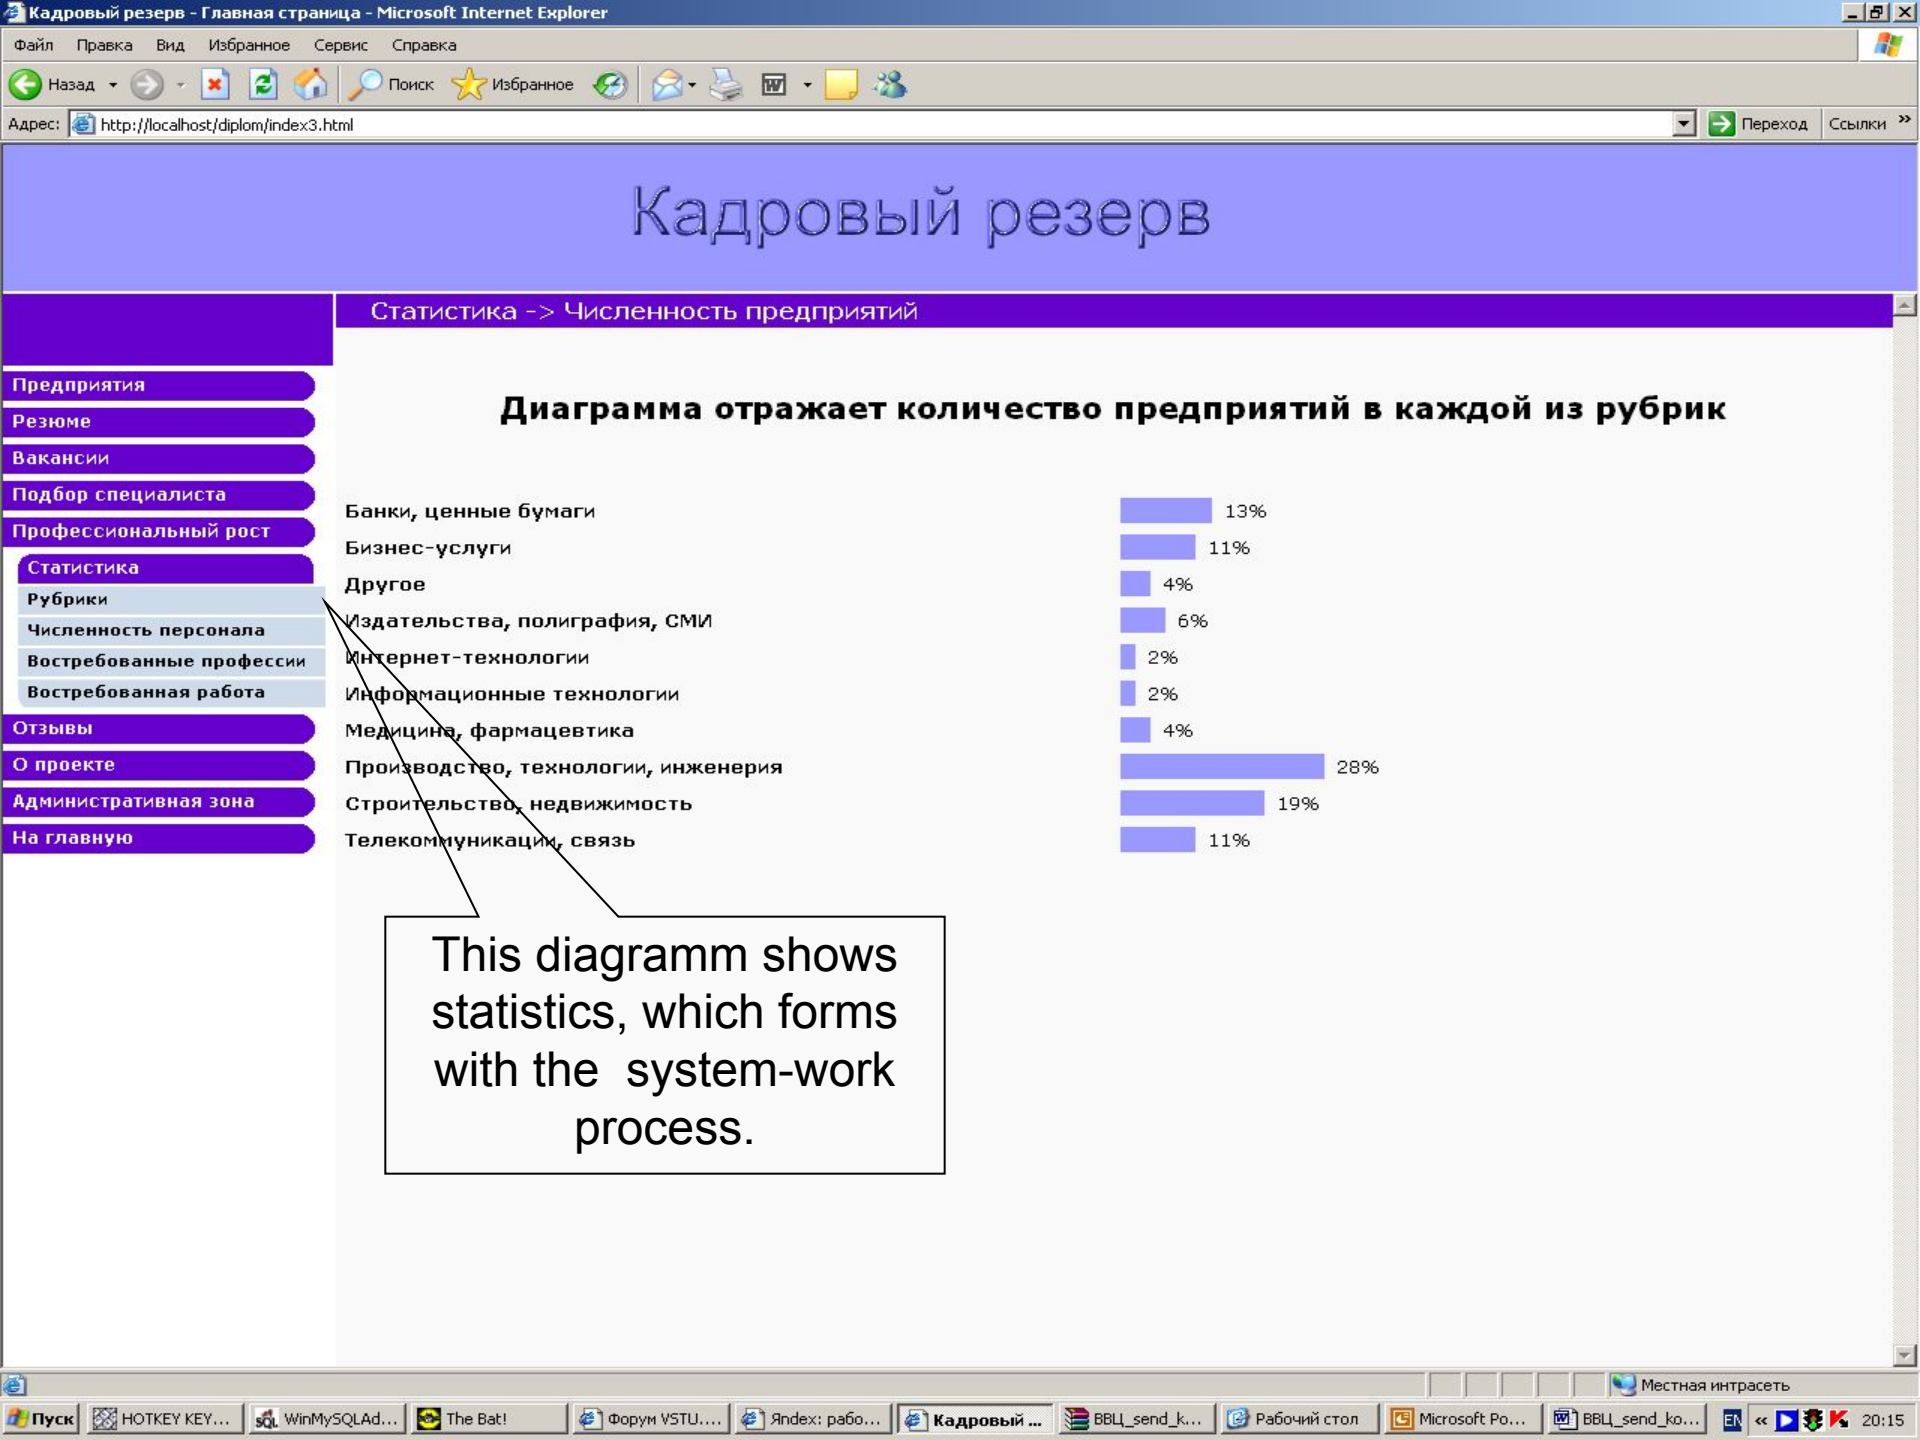 Кадровый резерв - Главная страница - Microsoft Internet Explorer
Файл Правка Вид Избранное Сервис Справка
Назад Поиск Избранное
Адрес: http://localhost/diplom/index3.html Переход Ссылки »
Кадровый резерв
Статистика -> Численность предприятий
Предприятия
Резюме
Вакансии
Подбор специалиста
Профессиональный рост
Статистика
Рубрики
Численность персонала
Востребованные профессии
Востребованная работа
Отзывы
О проекте
Административная зона
На главную
Диаграмма отражает количество предприятий в каждой из рубрик
Банки, ценные бумаги 13%
Бизнес-услуги 11%
Другое 4%
Издательства, полиграфия, СМИ 6%
Интернет-технологии 2%
Информационные технологии 2%
Медицина, фармацевтика 4%
Производство, технологии, инженерия 28%
Строительство, недвижимость 19%
Телекоммуникации, связь 11%
This diagramm shows
statistics, which forms
with the system-work
process.
Местная интрасеть
Пуск HOTKEY KEY... WinMySQLAd... The Bat! Форум VSTU.... Яndex: рабо... Кадровый ... ВВЦ_send_k... Рабочий стол Microsoft Po... ВВЦ_send_ko... EN « 20:15